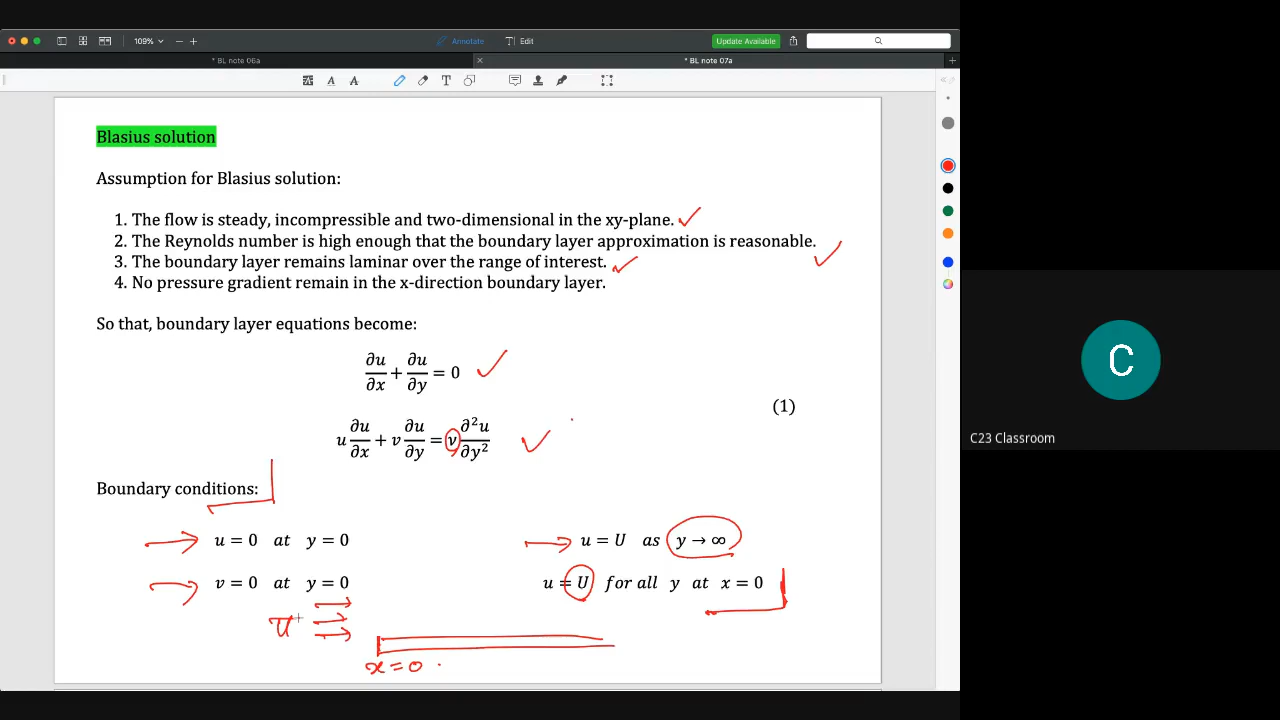 109%
Annotate
Edit
Update Available
* BL note 06a
* BL note 07a
Blasius solution
Assumption for Blasius solution:
1. The flow is steady, incompressible and two-dimensional in the xy-plane.
2. The Reynolds number is high enough that the boundary layer approximation is reasonable.
3. The boundary layer remains laminar over the range of interest.
4. No pressure gradient remain in the x-direction boundary layer.
So that, boundary layer equations become:
∂u/∂x + ∂u/∂y = 0
(1)
u ∂u/∂x + v ∂u/∂y = ν ∂²u/∂y²
Boundary conditions:
u = 0 at y = 0
u = U as y → ∞
v = 0 at y = 0
u = U for all y at x = 0
U
x = 0
C
C23 Classroom